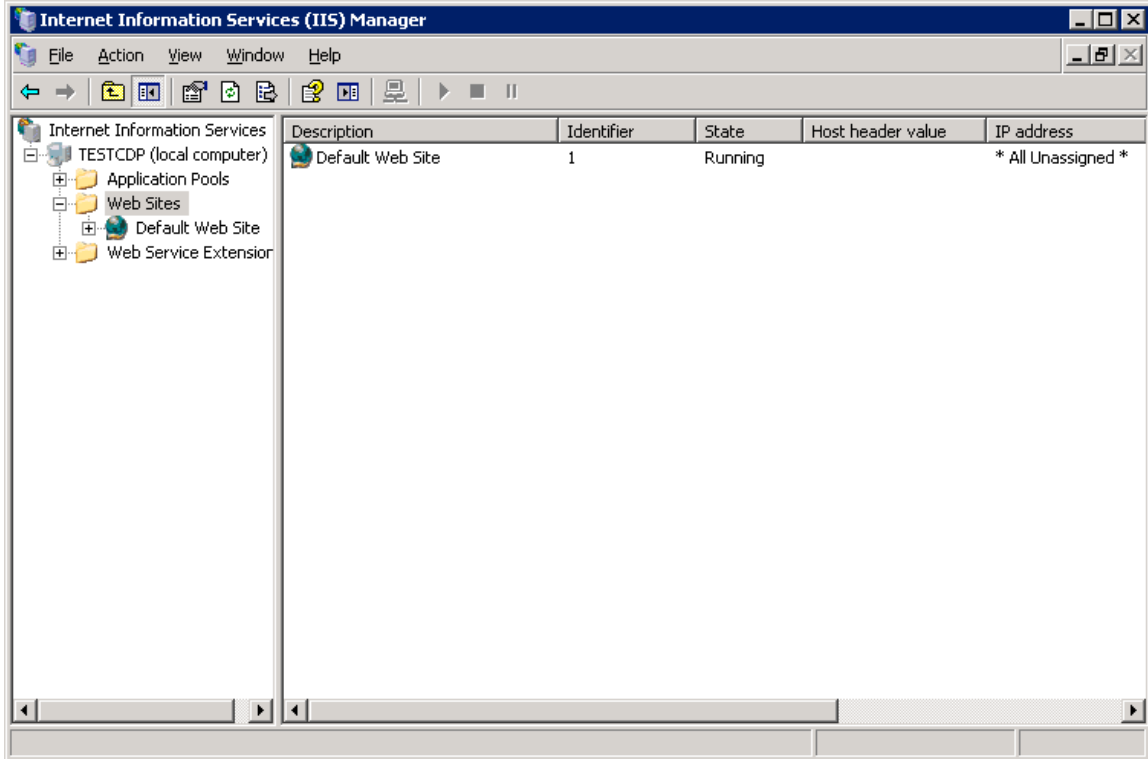 Internet Information Services (IIS) Manager
File Action View Window Help
Internet Information Services
TESTCDP (local computer)
Application Pools
Web Sites
Default Web Site
Web Service Extension
Description Identifier State Host header value IP address
Default Web Site 1 Running * All Unassigned *